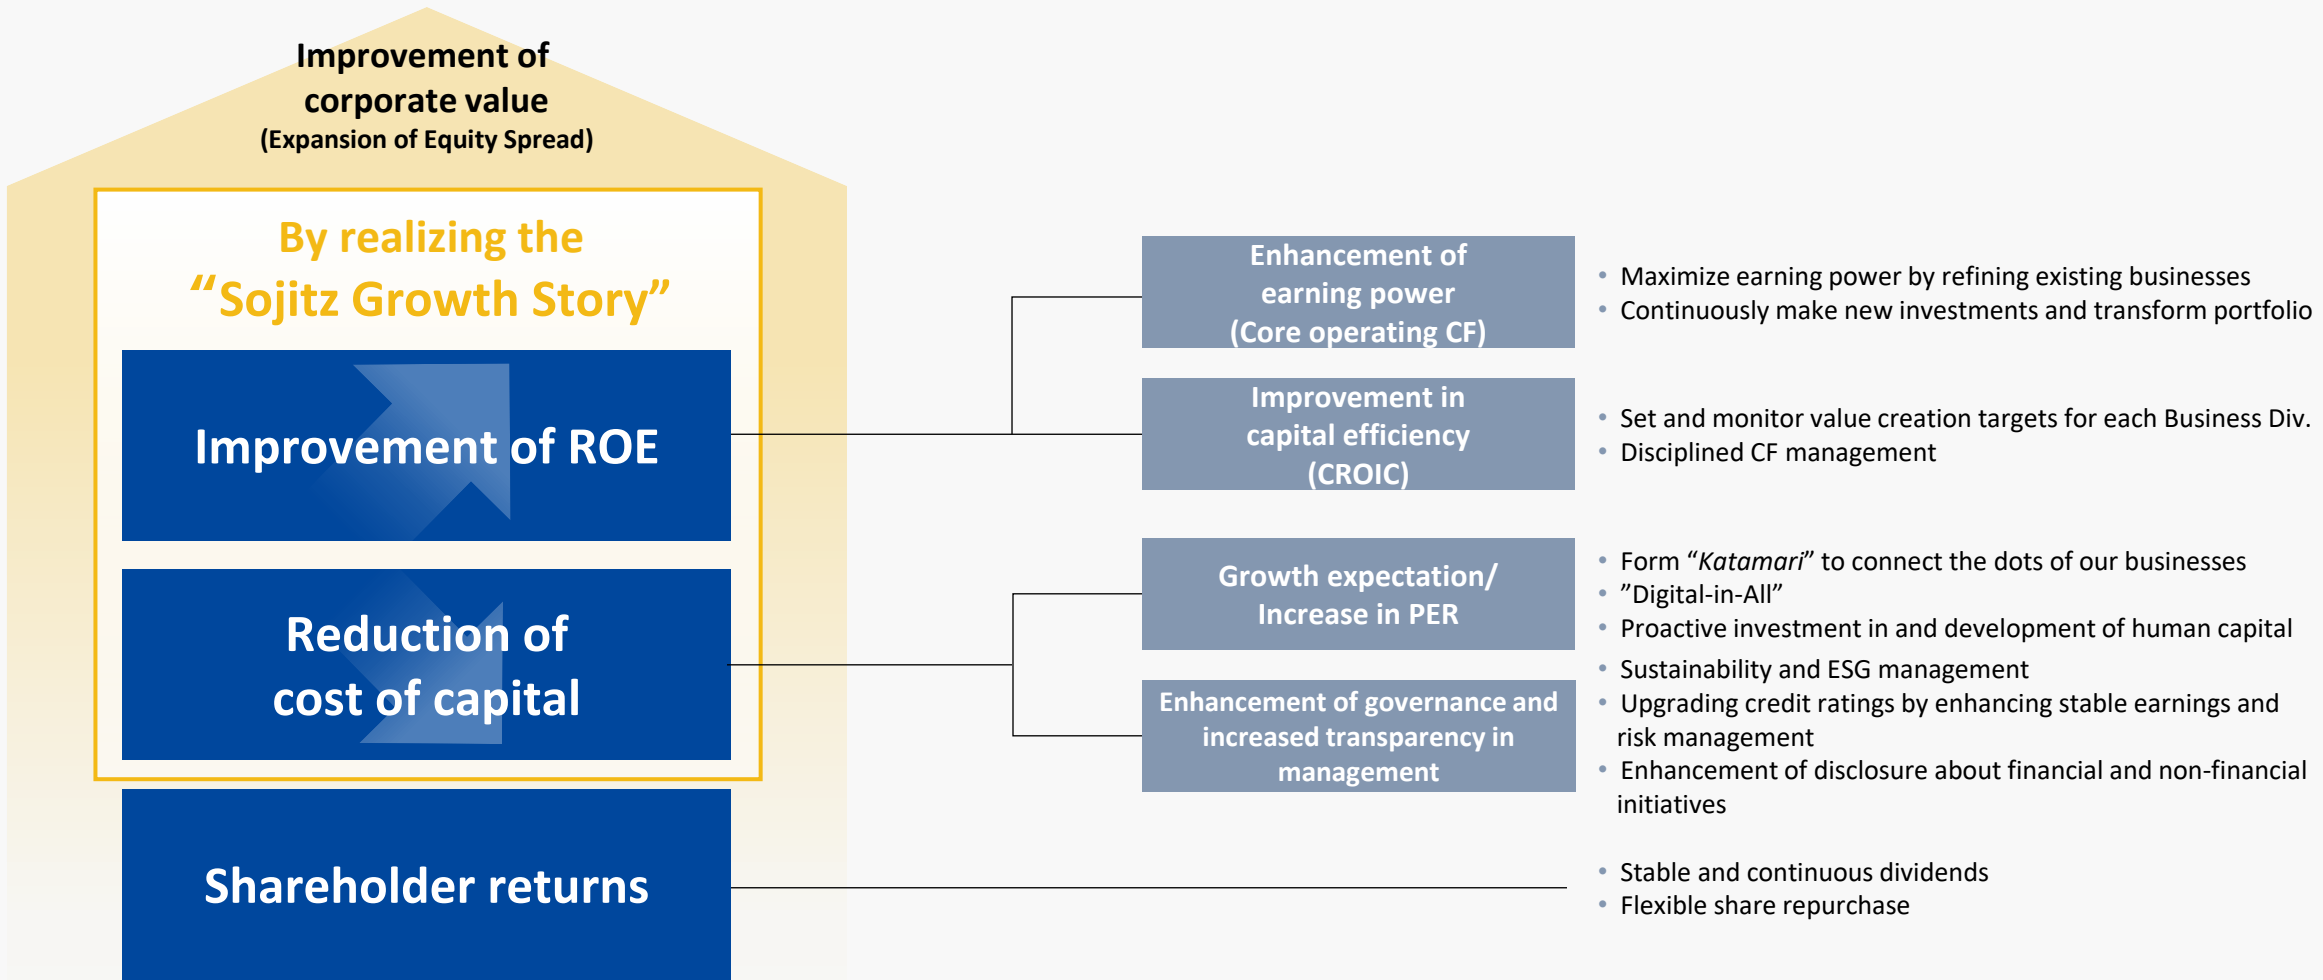 Improvement of
corporate value
(Expansion of Equity Spread)
By realizing the
“Sojitz Growth Story”
Improvement of ROE
Enhancement of
earning power
(Core operating CF)
• Maximize earning power by refining existing businesses
• Continuously make new investments and transform portfolio
Improvement in
capital efficiency
(CROIC)
• Set and monitor value creation targets for each Business Div.
• Disciplined CF management
Reduction of
cost of capital
Growth expectation/
Increase in PER
• Form “Katamari” to connect the dots of our businesses
• ”Digital-in-All”
• Proactive investment in and development of human capital
Enhancement of governance and
increased transparency in
management
• Sustainability and ESG management
• Upgrading credit ratings by enhancing stable earnings and
risk management
• Enhancement of disclosure about financial and non-financial
initiatives
Shareholder returns
• Stable and continuous dividends
• Flexible share repurchase